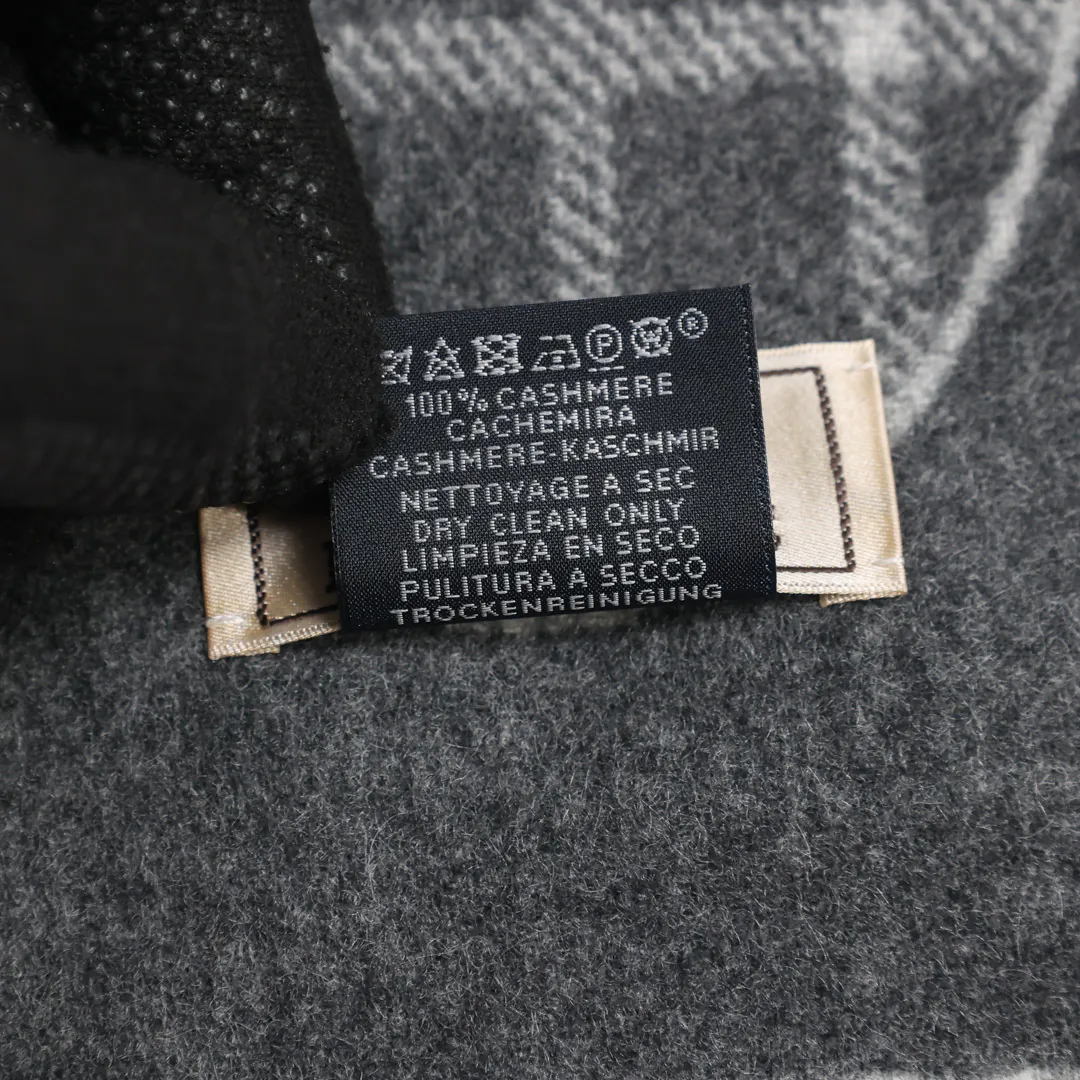 P W ®
100% CASHMERE
CACHEMIRA
CASHMERE-KASCHMIR
NETTOYAGE A SEC
DRY CLEAN ONLY
LIMPIEZA EN SECO
PULITURA A SECCO
TROCKENREINIGUNG